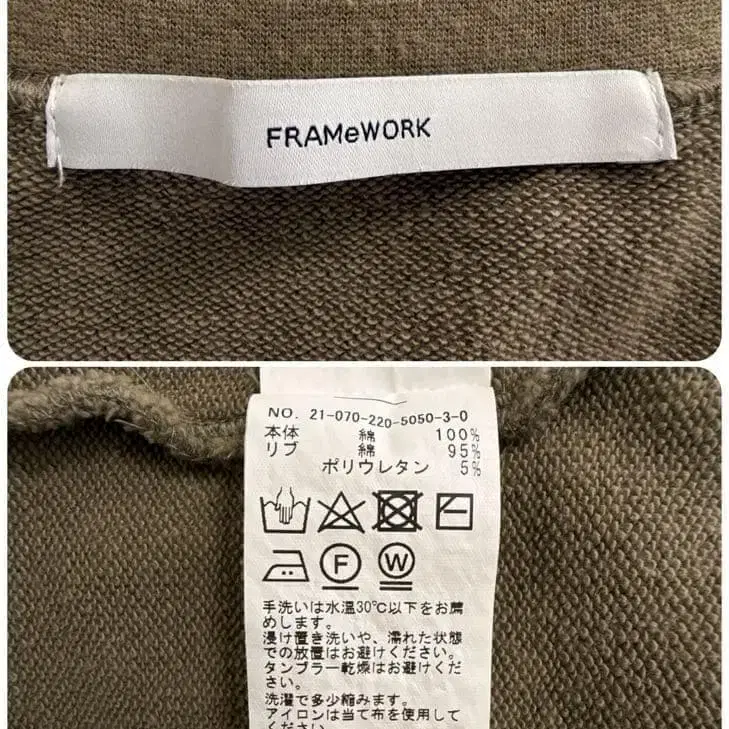 FRAMeWORK
NO. 21-070-220-5050-3-0
本体 綿 100%
リブ 綿 95%
ポリウレタン 5%
F W
手洗いは水温30℃以下をお薦
めします。
浸け置き洗いや、濡れた状態
での放置はお避けください。
タンブラー乾燥はお避けくだ
さい。
洗濯で多少縮みます。
アイロンは当て布を使用して
ください。